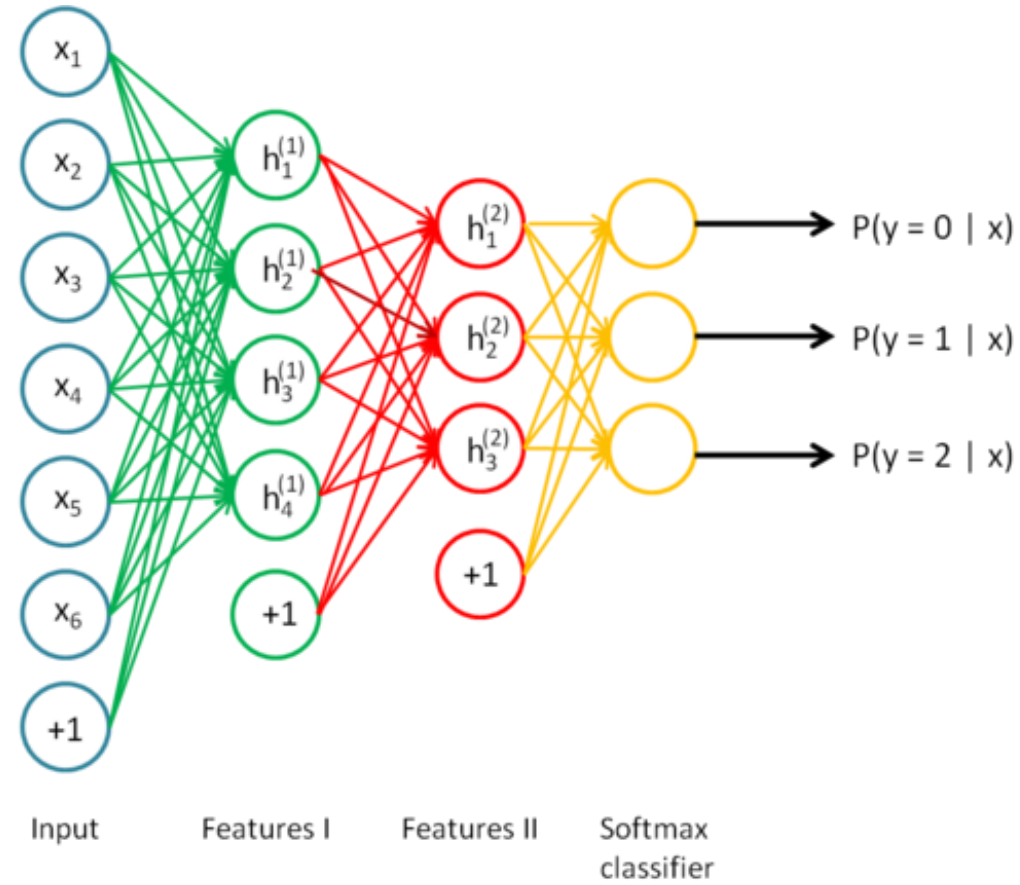 x₁
x₂
x₃
x₄
x₅
x₆
+1
h₁⁽¹⁾
h₂⁽¹⁾
h₃⁽¹⁾
h₄⁽¹⁾
+1
h₁⁽²⁾
h₂⁽²⁾
h₃⁽²⁾
+1
P(y = 0 | x)
P(y = 1 | x)
P(y = 2 | x)
Input
Features I
Features II
Softmax
classifier